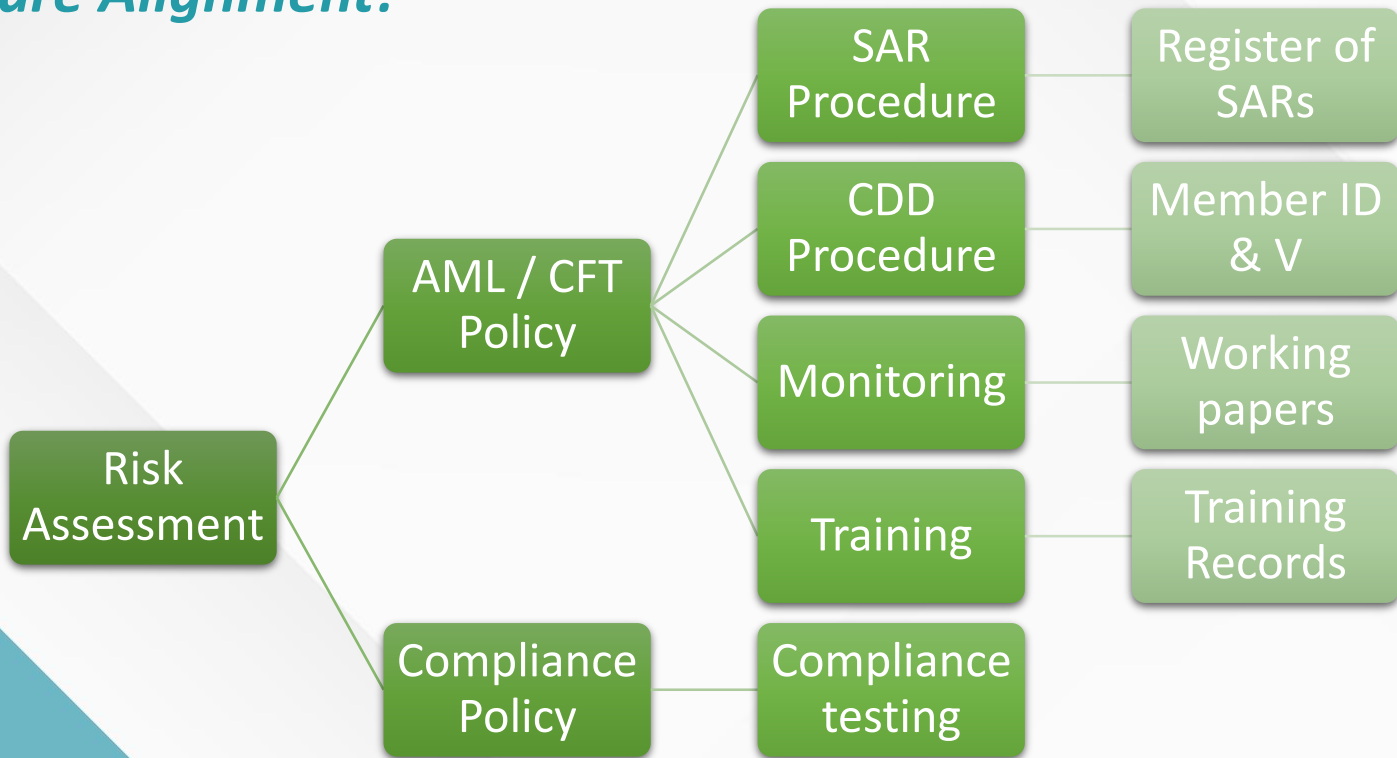 Alignment:
SAR
Procedure
Register of
SARs
CDD
Procedure
Member ID
& V
AML / CFT
Policy
Monitoring
Working
papers
Risk
Assessment
Training
Training
Records
Compliance
Policy
Compliance
testing